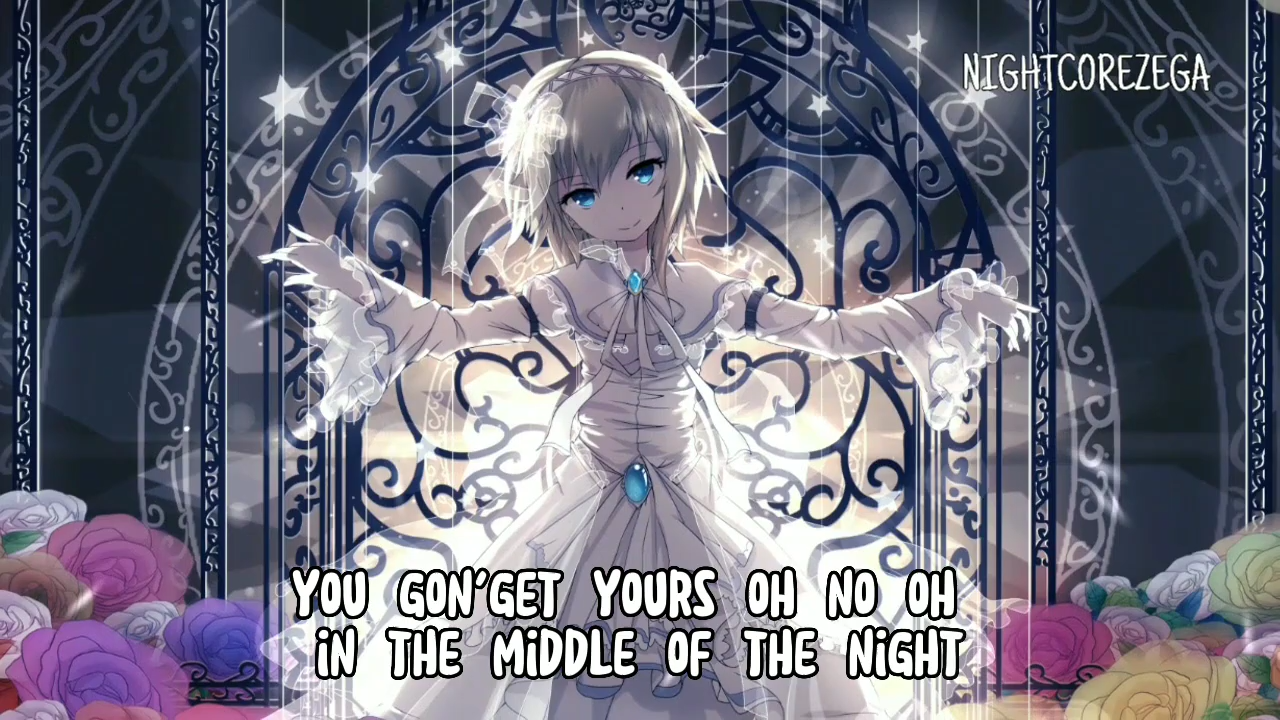 NIGHTCOREZEGA
YOU GON'GET YOURS OH NO OH
iN THE MiDDLE OF THE NiGHT